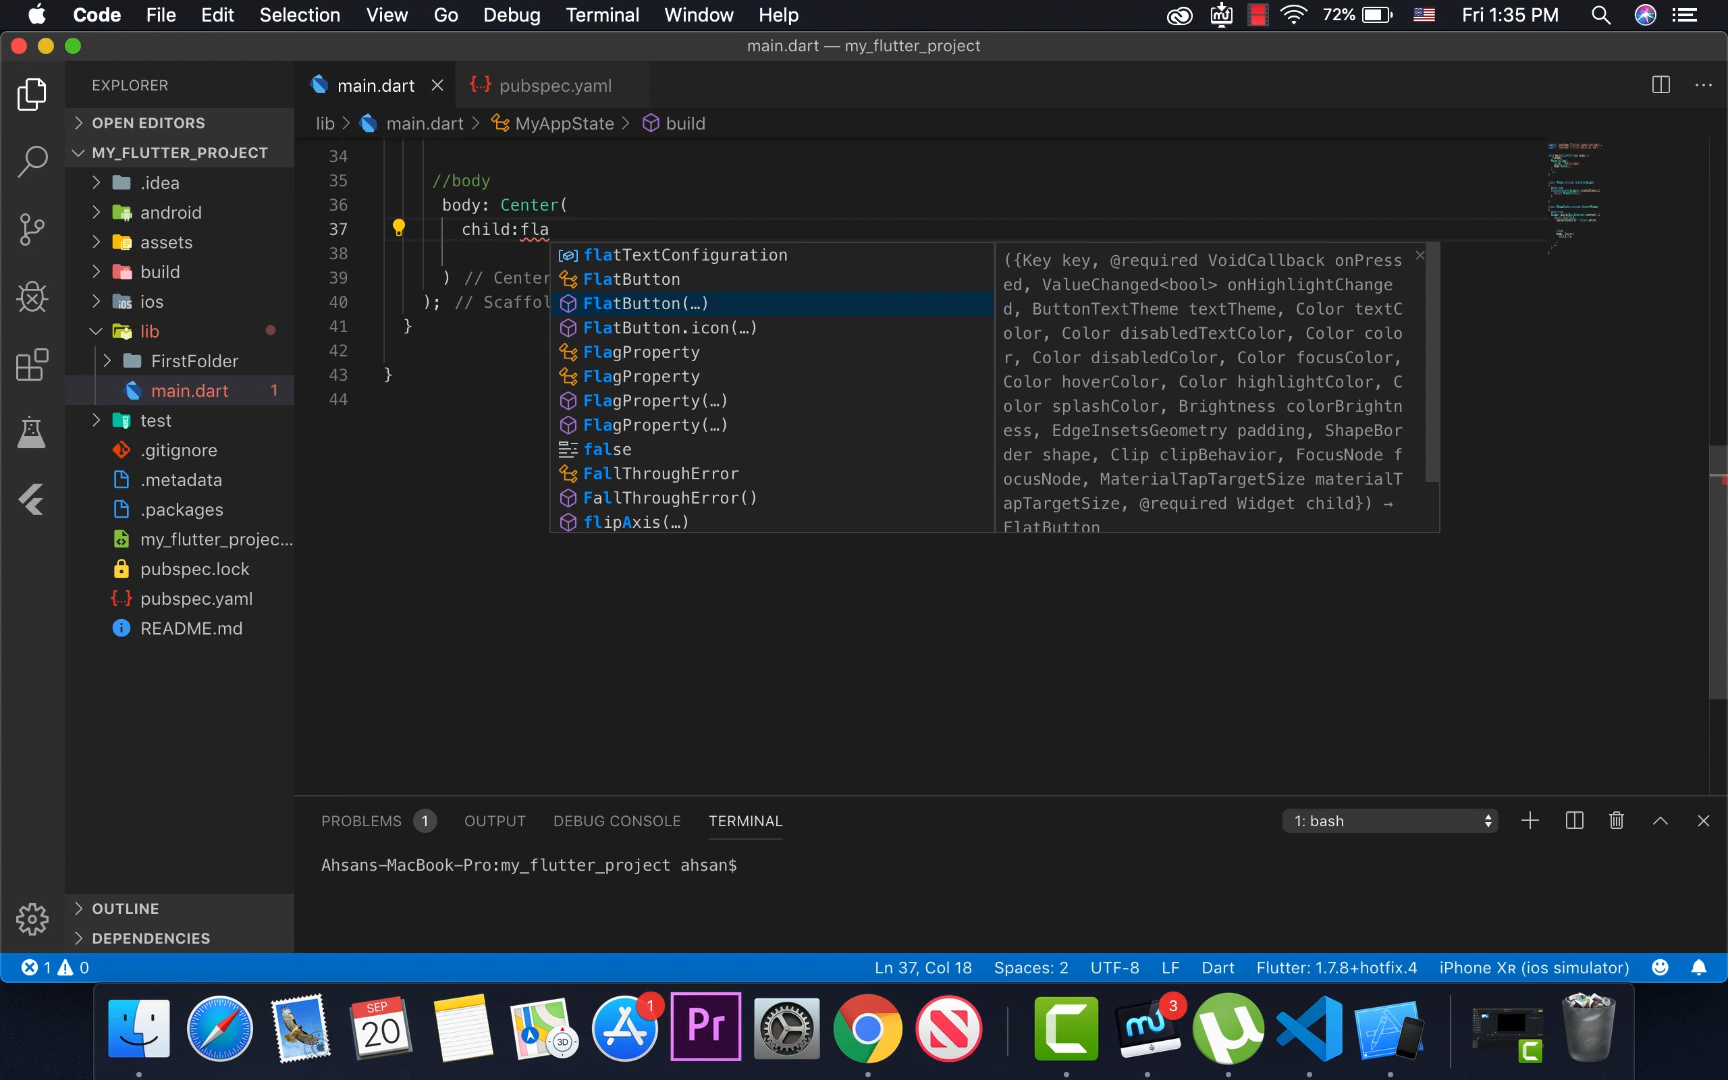 Code File Edit Selection View Go Debug Terminal Window Help 72% Fri 1:35 PM
main.dart — my_flutter_project
EXPLORER
OPEN EDITORS
MY_FLUTTER_PROJECT
.idea
android
assets
build
ios
lib
FirstFolder
main.dart 1
test
.gitignore
.metadata
.packages
my_flutter_projec...
pubspec.lock
pubspec.yaml
README.md
OUTLINE
DEPENDENCIES
main.dart pubspec.yaml
lib > main.dart > MyAppState > build
34
35 //body
36 body: Center(
37 child:fla
38
39 ) // Center
40 ); // Scaffol
41 }
42
43 }
44
flatTextConfiguration
FlatButton
FlatButton(…)
FlatButton.icon(…)
FlagProperty
FlagProperty
FlagProperty(…)
FlagProperty(…)
false
FallThroughError
FallThroughError()
flipAxis(…)
({Key key, @required VoidCallback onPress
ed, ValueChanged<bool> onHighlightChange
d, ButtonTextTheme textTheme, Color textC
olor, Color disabledTextColor, Color colo
r, Color disabledColor, Color focusColor,
Color hoverColor, Color highlightColor, C
olor splashColor, Brightness colorBrightn
ess, EdgeInsetsGeometry padding, ShapeBor
der shape, Clip clipBehavior, FocusNode f
ocusNode, MaterialTapTargetSize materialT
apTargetSize, @required Widget child}) →
FlatButton
PROBLEMS 1 OUTPUT DEBUG CONSOLE TERMINAL 1: bash
Ahsans-MacBook-Pro:my_flutter_project ahsan$
1 0 Ln 37, Col 18 Spaces: 2 UTF-8 LF Dart Flutter: 1.7.8+hotfix.4 iPhone XR (ios simulator)
SEP
20
3D
1
Pr
3